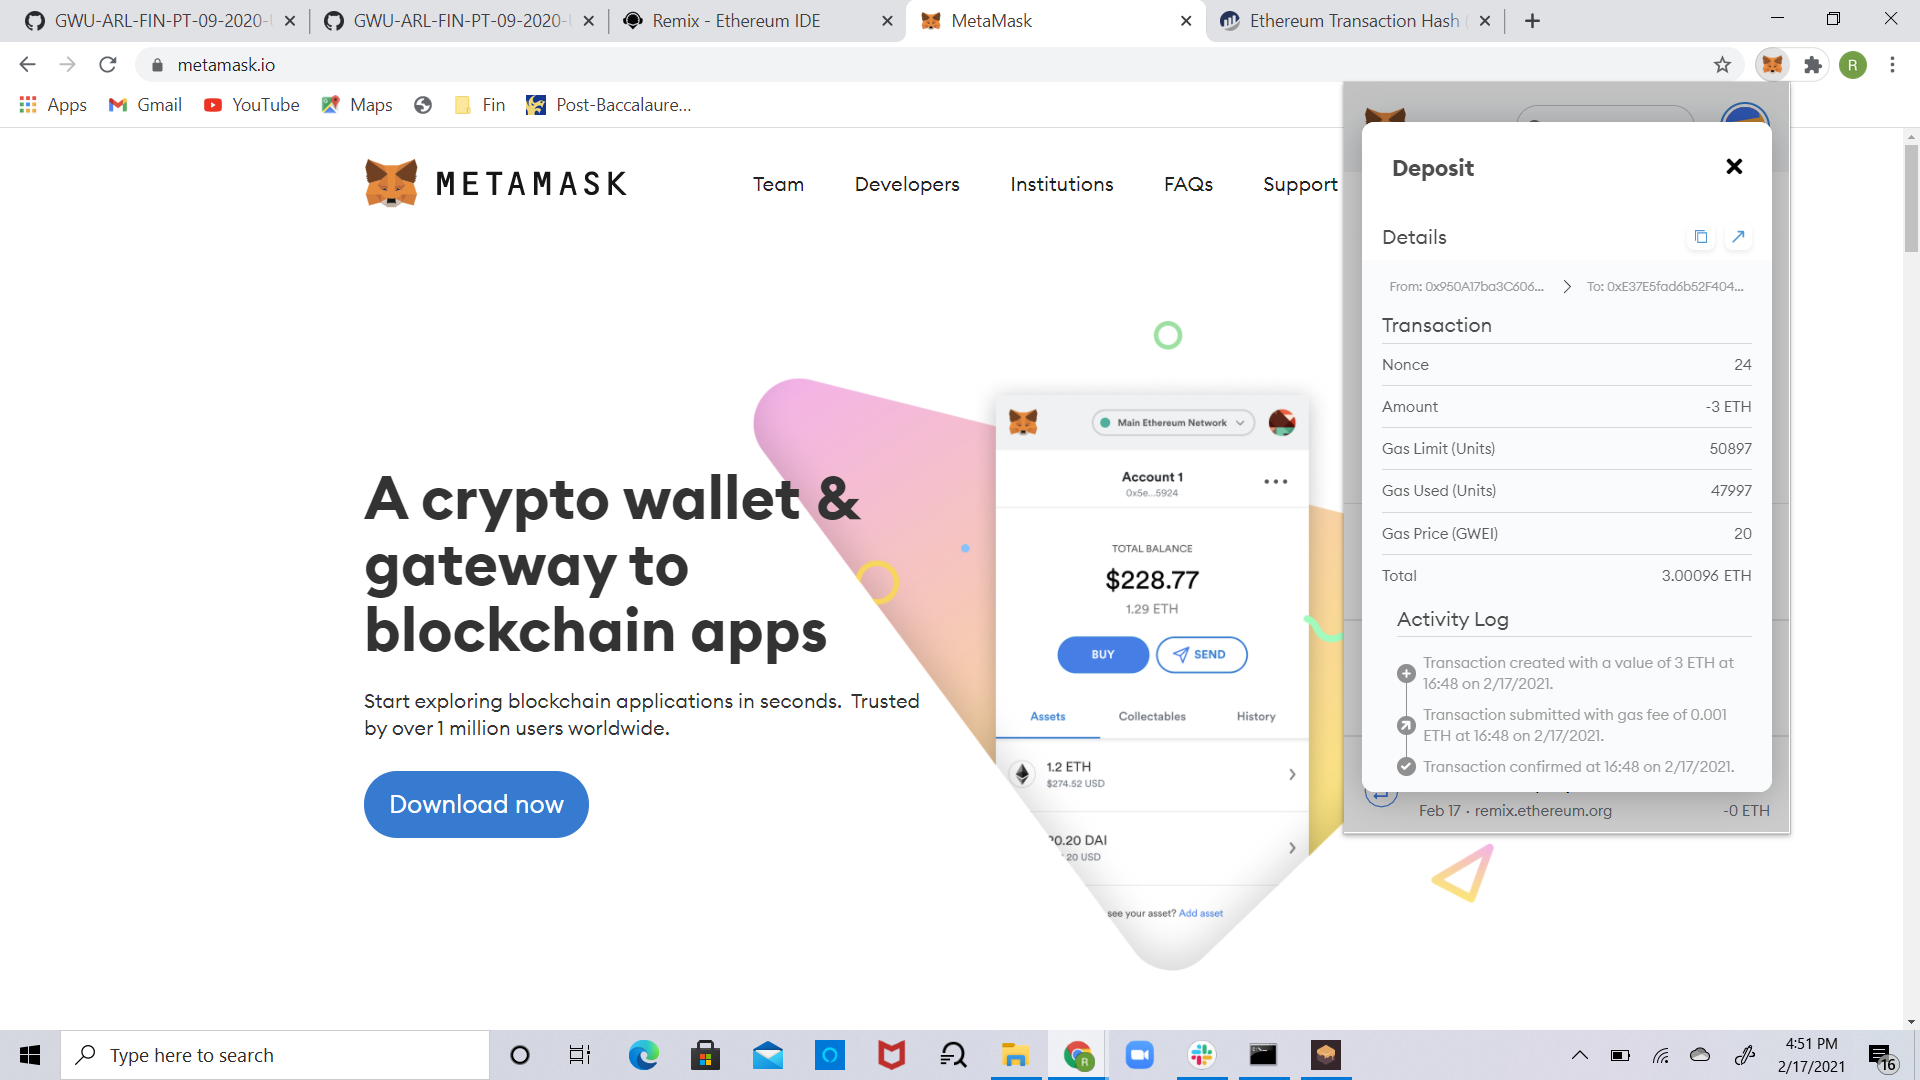 GWU-ARL-FIN-PT-09-2020-
GWU-ARL-FIN-PT-09-2020-
Remix - Ethereum IDE
MetaMask
Ethereum Transaction Hash
metamask.io
R
Apps
Gmail
YouTube
Maps
Fin
Post-Baccalaure...
METAMASK
Team
Developers
Institutions
FAQs
Support
A crypto wallet &
gateway to
blockchain apps
Start exploring blockchain applications in seconds. Trusted
by over 1 million users worldwide.
Download now
Main Ethereum Network
Account 1
0x5e...5924
TOTAL BALANCE
$228.77
1.29 ETH
BUY
SEND
Assets
Collectables
History
1.2 ETH
$274.52 USD
0.20 DAI
20 USD
see your asset? Add asset
Deposit
Details
From: 0x950A17ba3C606...
To: 0xE37E5fad6b52F404...
Transaction
Nonce 24
Amount -3 ETH
Gas Limit (Units) 50897
Gas Used (Units) 47997
Gas Price (GWEI) 20
Total 3.00096 ETH
Activity Log
Transaction created with a value of 3 ETH at
16:48 on 2/17/2021.
Transaction submitted with gas fee of 0.001
ETH at 16:48 on 2/17/2021.
Transaction confirmed at 16:48 on 2/17/2021.
Feb 17 · remix.ethereum.org -0 ETH
Type here to search
R
4:51 PM
2/17/2021
16